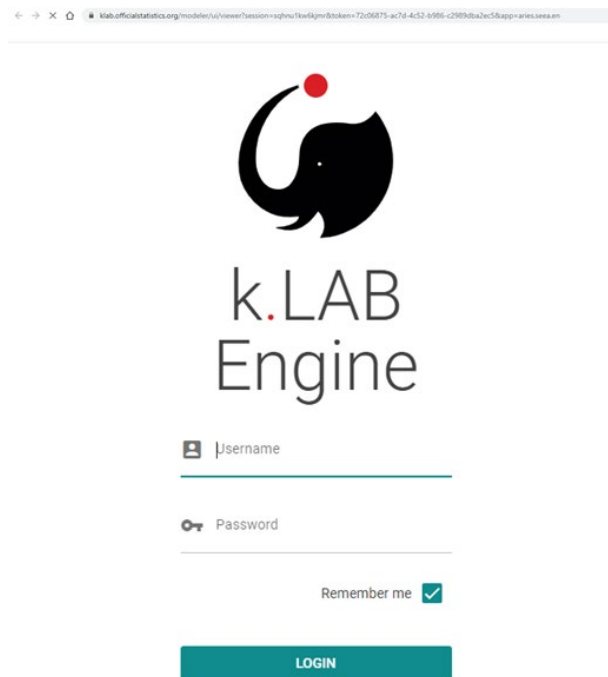 klab.officialstatistics.org/modeler/ui/viewer?session=sqhvsu1kw6kjmr&token=72c06875-ac7d-4c52-b986-c2989dba2ec5&app=aries.seea.en
k.LAB
Engine
Username
Password
Remember me
LOGIN